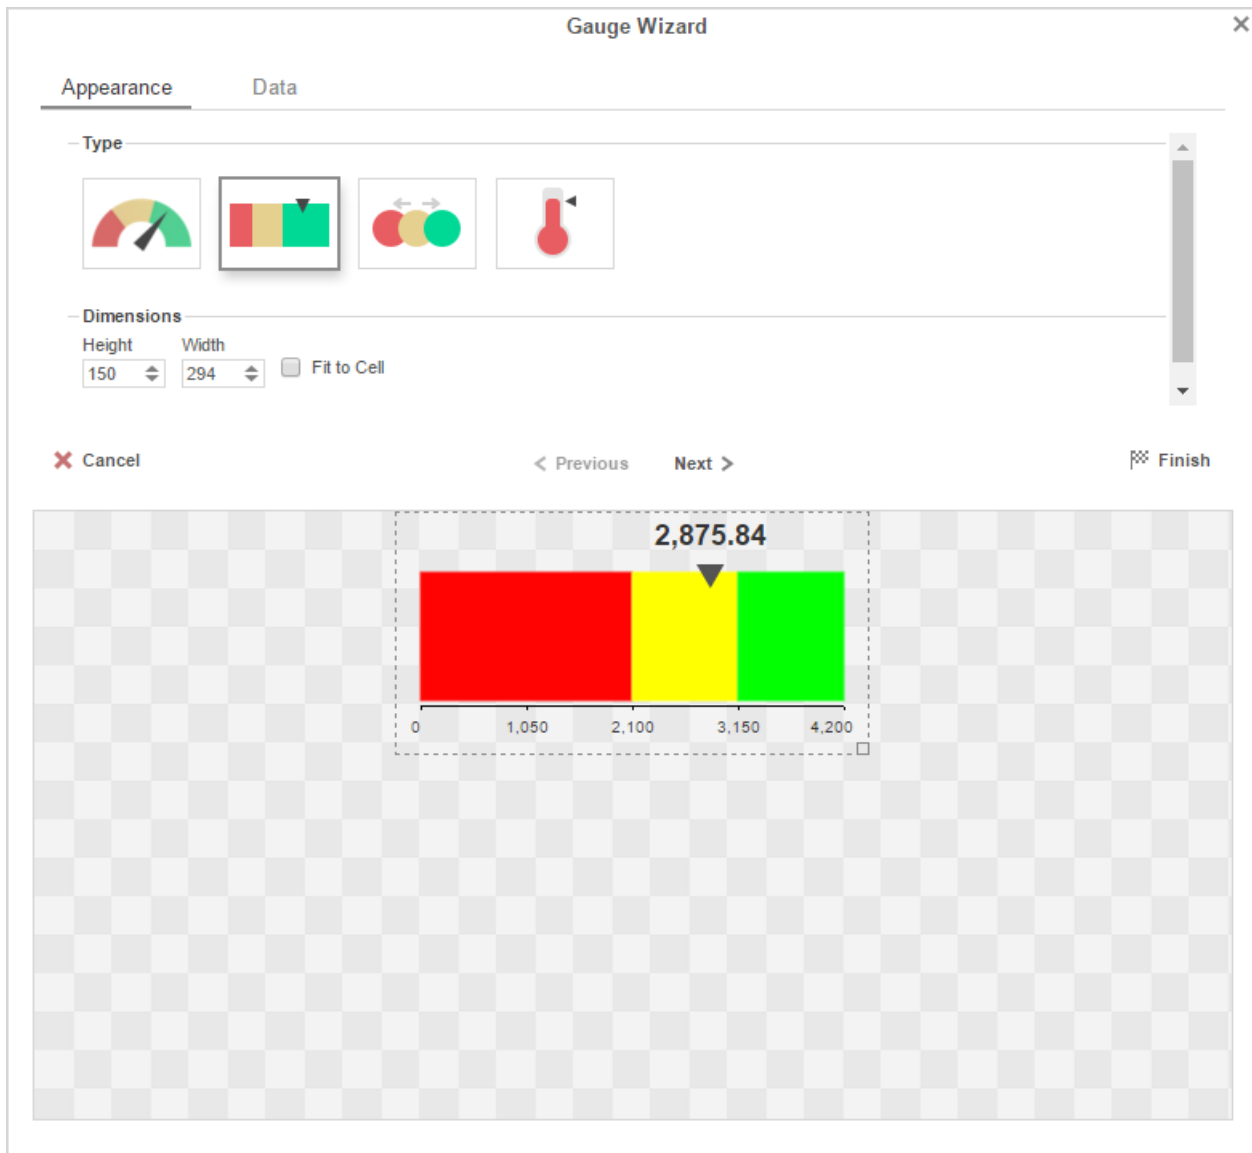 Gauge Wizard
Appearance Data
Type
Dimensions
Height Width
150 294 Fit to Cell
Cancel < Previous Next > Finish
2,875.84
0 1,050 2,100 3,150 4,200